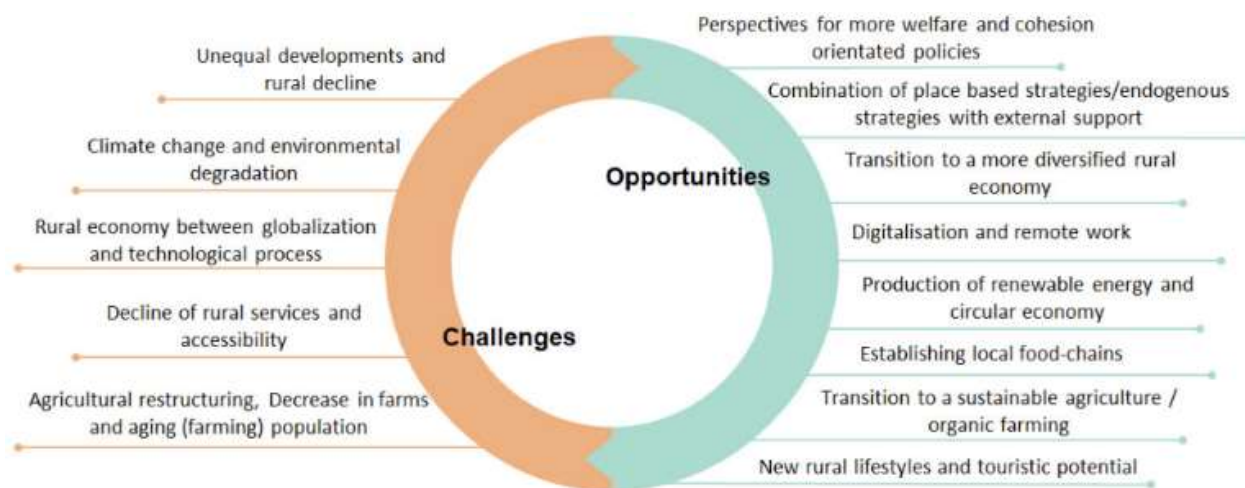 Unequal developments and
rural decline
Climate change and environmental
degradation
Rural economy between globalization
and technological process
Decline of rural services and
accessibility
Agricultural restructuring, Decrease in farms
and aging (farming) population
Challenges
Opportunities
Perspectives for more welfare and cohesion
orientated policies
Combination of place based strategies/endogenous
strategies with external support
Transition to a more diversified rural
economy
Digitalisation and remote work
Production of renewable energy and
circular economy
Establishing local food-chains
Transition to a sustainable agriculture /
organic farming
New rural lifestyles and touristic potential